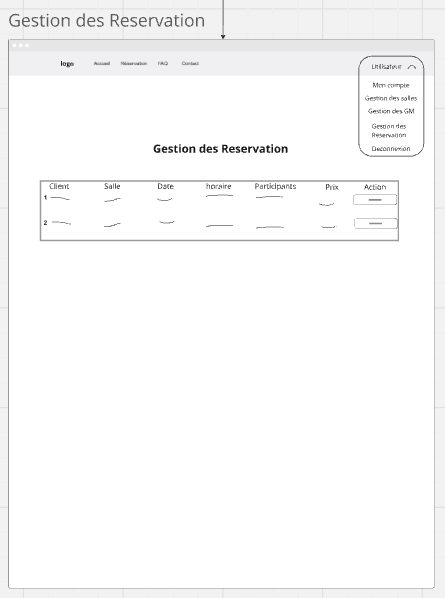 Gestion des Reservation
logo Accueil Réservation FAQ Contact Utilisateur
Mon compte
Gestion des salles
Gestion des GM
Gestion des
Réservation
Deconnexion
Gestion des Reservation
Client Salle Date horaire Participants Prix Action
1
2